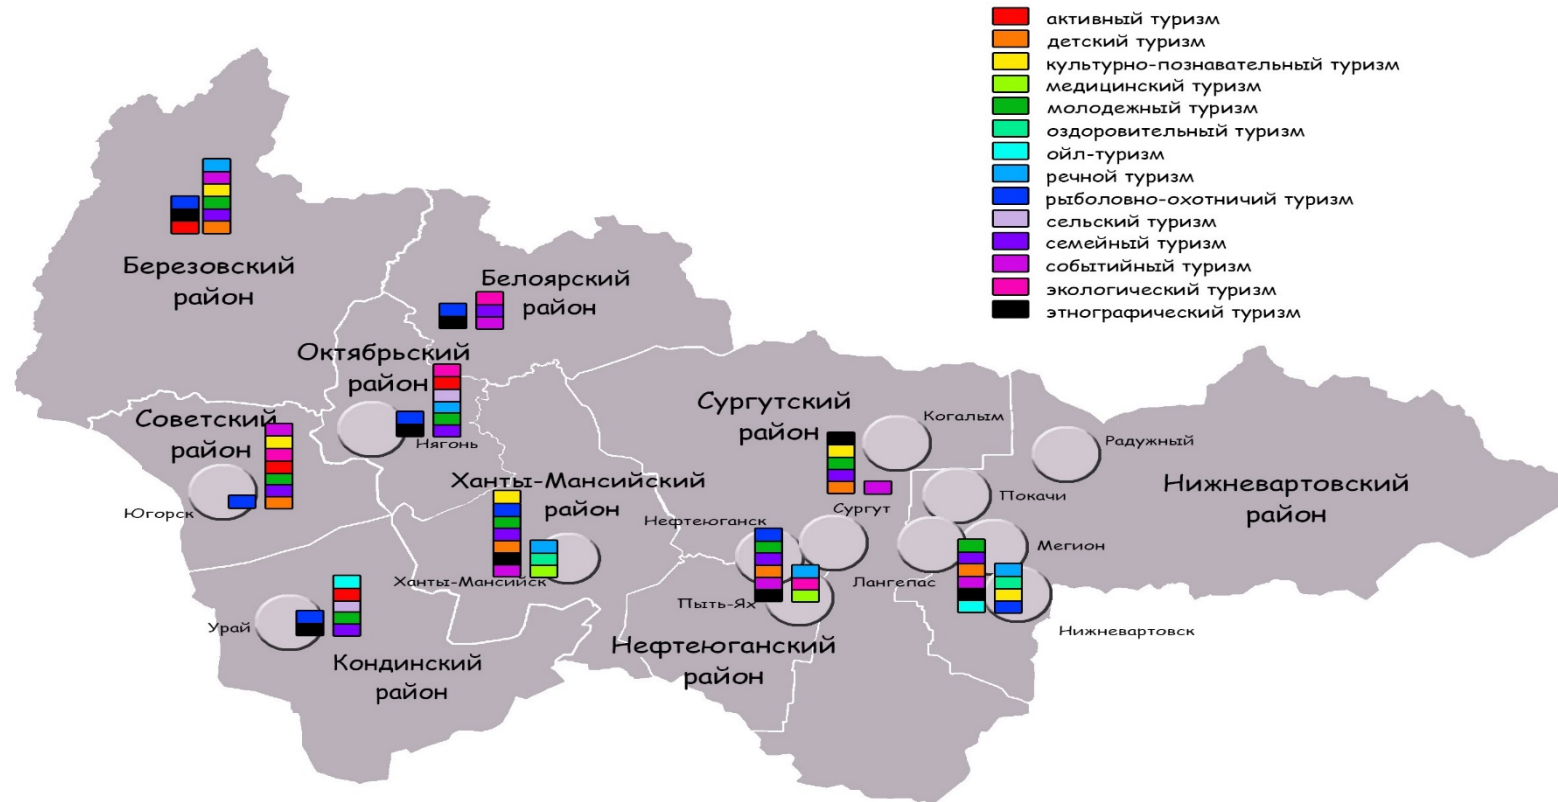 активный туризм
детский туризм
культурно-познавательный туризм
медицинский туризм
молодежный туризм
оздоровительный туризм
ойл-туризм
речной туризм
рыболовно-охотничий туризм
сельский туризм
семейный туризм
событийный туризм
экологический туризм
этнографический туризм
Березовский
район
Белоярский
район
Октябрьский
район
Нягонь
Советский
район
Югорск
Сургутский
район
Когалым
Радужный
Ханты-Мансийский
район
Ханты-Мансийск
Нефтеюганск
Сургут
Покачи
Нижневартовский
район
Мегион
Лангепас
Пыть-Ях
Нижневартовск
Урай
Кондинский
район
Нефтеюганский
район